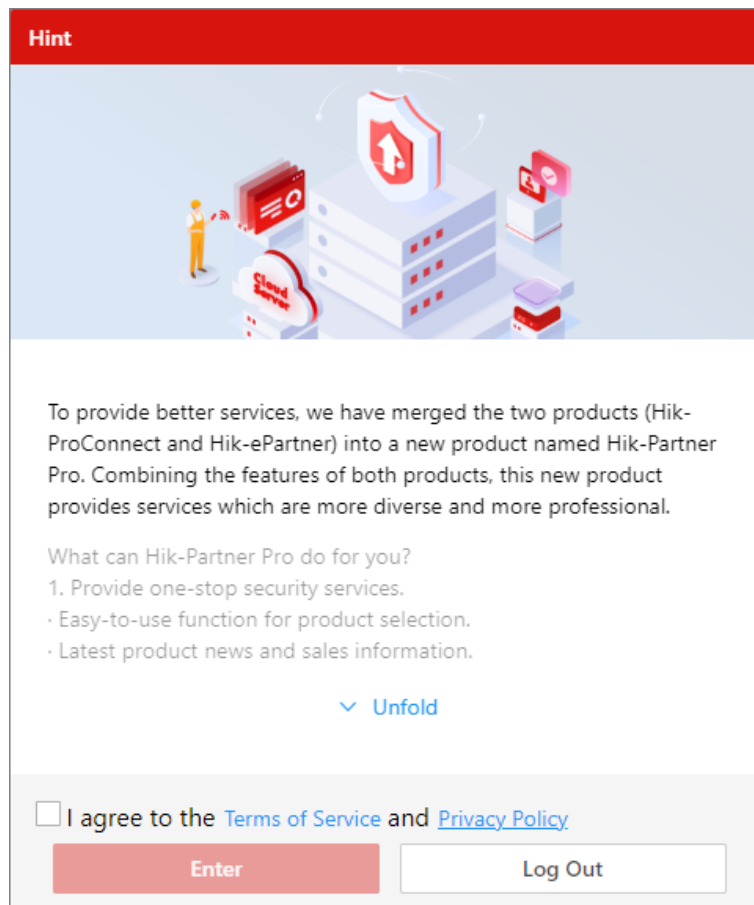 Hint
Cloud
Server
To provide better services, we have merged the two products (Hik-
ProConnect and Hik-ePartner) into a new product named Hik-Partner
Pro. Combining the features of both products, this new product
provides services which are more diverse and more professional.
What can Hik-Partner Pro do for you?
1. Provide one-stop security services.
· Easy-to-use function for product selection.
· Latest product news and sales information.
Unfold
I agree to the Terms of Service and Privacy Policy
Enter
Log Out